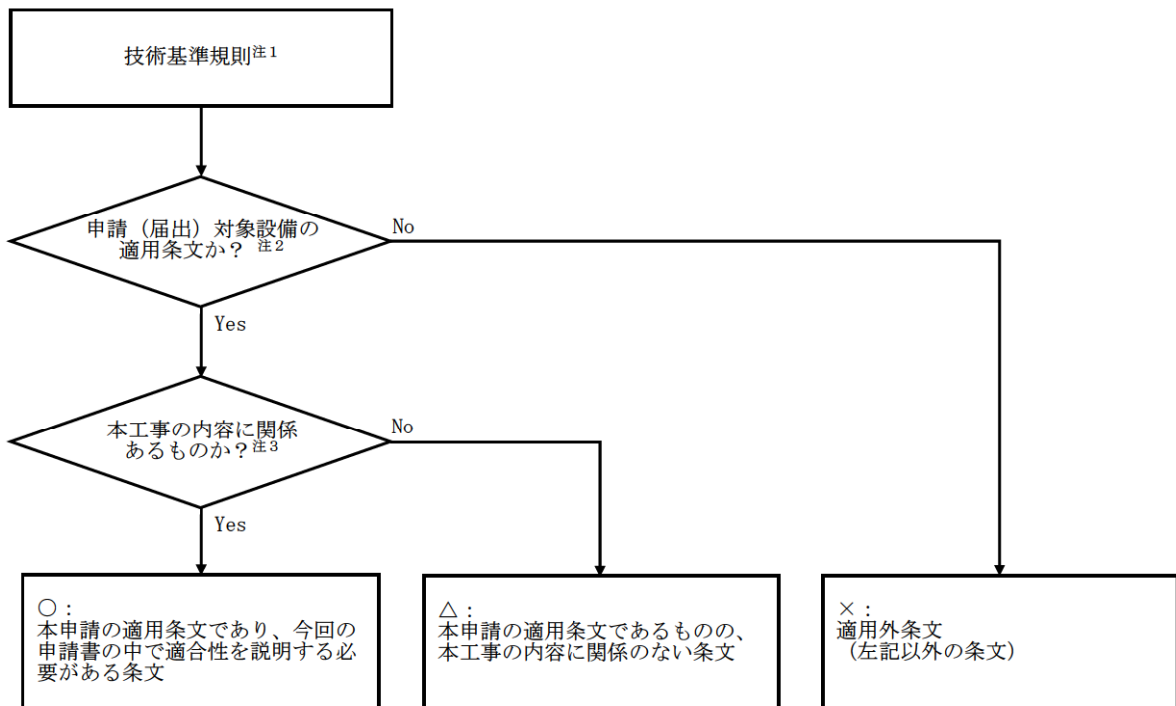 技術基準規則注1
申請（届出）対象設備の
適用条文か？ 注2
No
Yes
本工事の内容に関係
あるものか？注3
No
Yes
○：
本申請の適用条文であり、今回の
申請書の中で適合性を説明する必
要がある条文
△：
本申請の適用条文であるものの、
本工事の内容に関係のない条文
×：
適用外条文
（左記以外の条文）